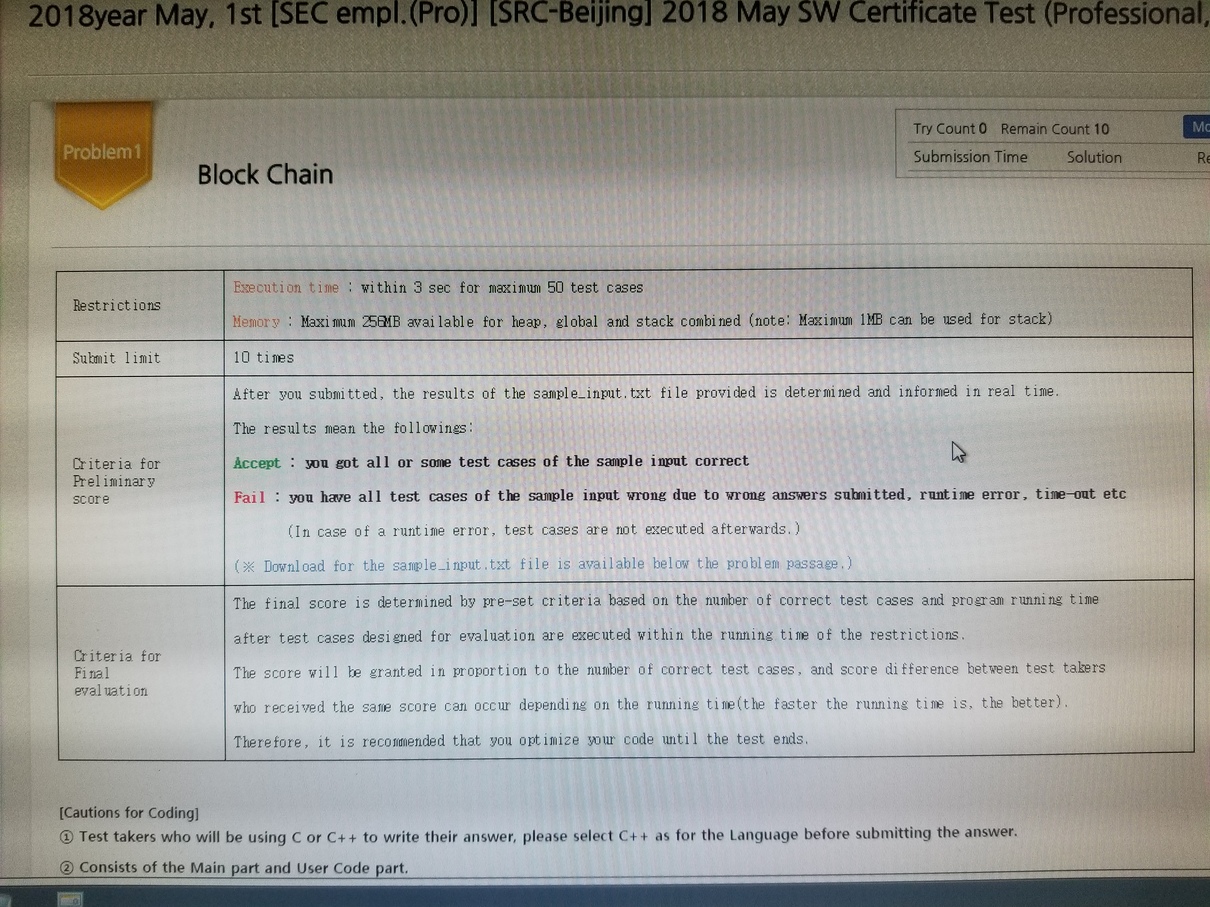 2018year May, 1st [SEC empl.(Pro)] [SRC-Beijing] 2018 May SW Certificate Test (Professional,
Problem1
Block Chain
Try Count 0 Remain Count 10
Submission Time Solution
Restrictions
Execution time : within 3 sec for maximum 50 test cases
Memory : Maximum 256MB available for heap, global and stack combined (note: Maximum 1MB can be used for stack)
Submit limit
10 times
Criteria for
Preliminary
score
After you submitted, the results of the sample_input.txt file provided is determined and informed in real time.
The results mean the followings:
Accept : you got all or some test cases of the sample input correct
Fail : you have all test cases of the sample input wrong due to wrong answers submitted, runtime error, time-out etc
(In case of a runtime error, test cases are not executed afterwards.)
(※ Download for the sample_input.txt file is available below the problem passage.)
Criteria for
Final
evaluation
The final score is determined by pre-set criteria based on the number of correct test cases and program running time
after test cases designed for evaluation are executed within the running time of the restrictions.
The score will be granted in proportion to the number of correct test cases, and score difference between test takers
who received the same score can occur depending on the running time(the faster the running time is, the better).
Therefore, it is recommended that you optimize your code until the test ends.
[Cautions for Coding]
① Test takers who will be using C or C++ to write their answer, please select C++ as for the Language before submitting the answer.
② Consists of the Main part and User Code part.